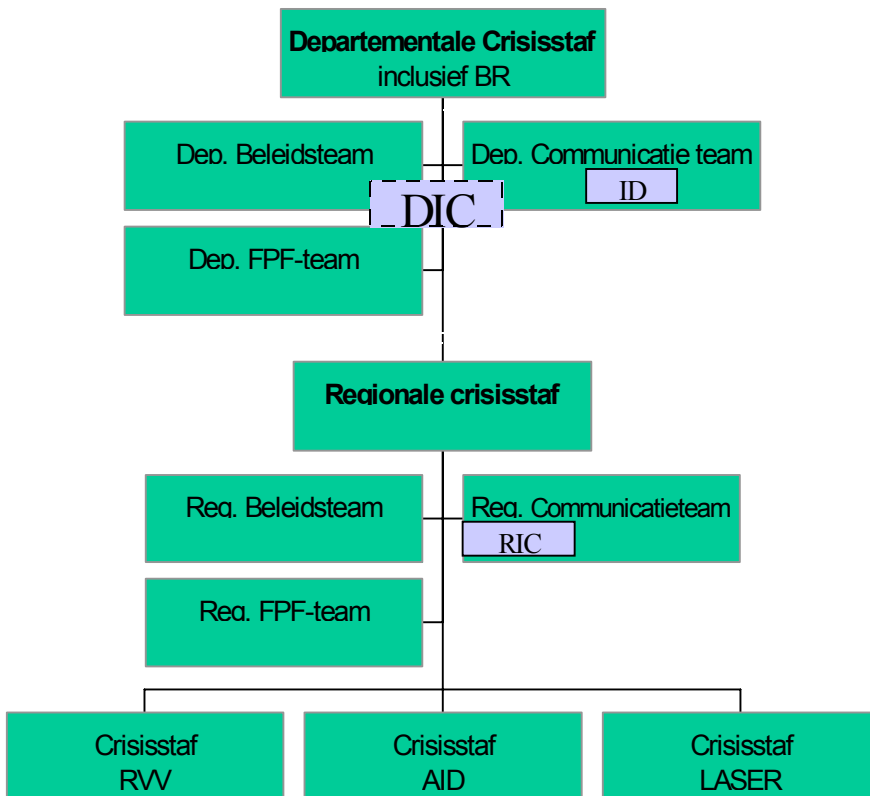 Departementale Crisisstaf
inclusief BR
Dep. Beleidsteam
Dep. Communicatie team
ID
DIC
Dep. FPF-team
Regionale crisisstaf
Reg. Beleidsteam
Reg. Communicatieteam
RIC
Reg. FPF-team
Crisisstaf
RVV
Crisisstaf
AID
Crisisstaf
LASER